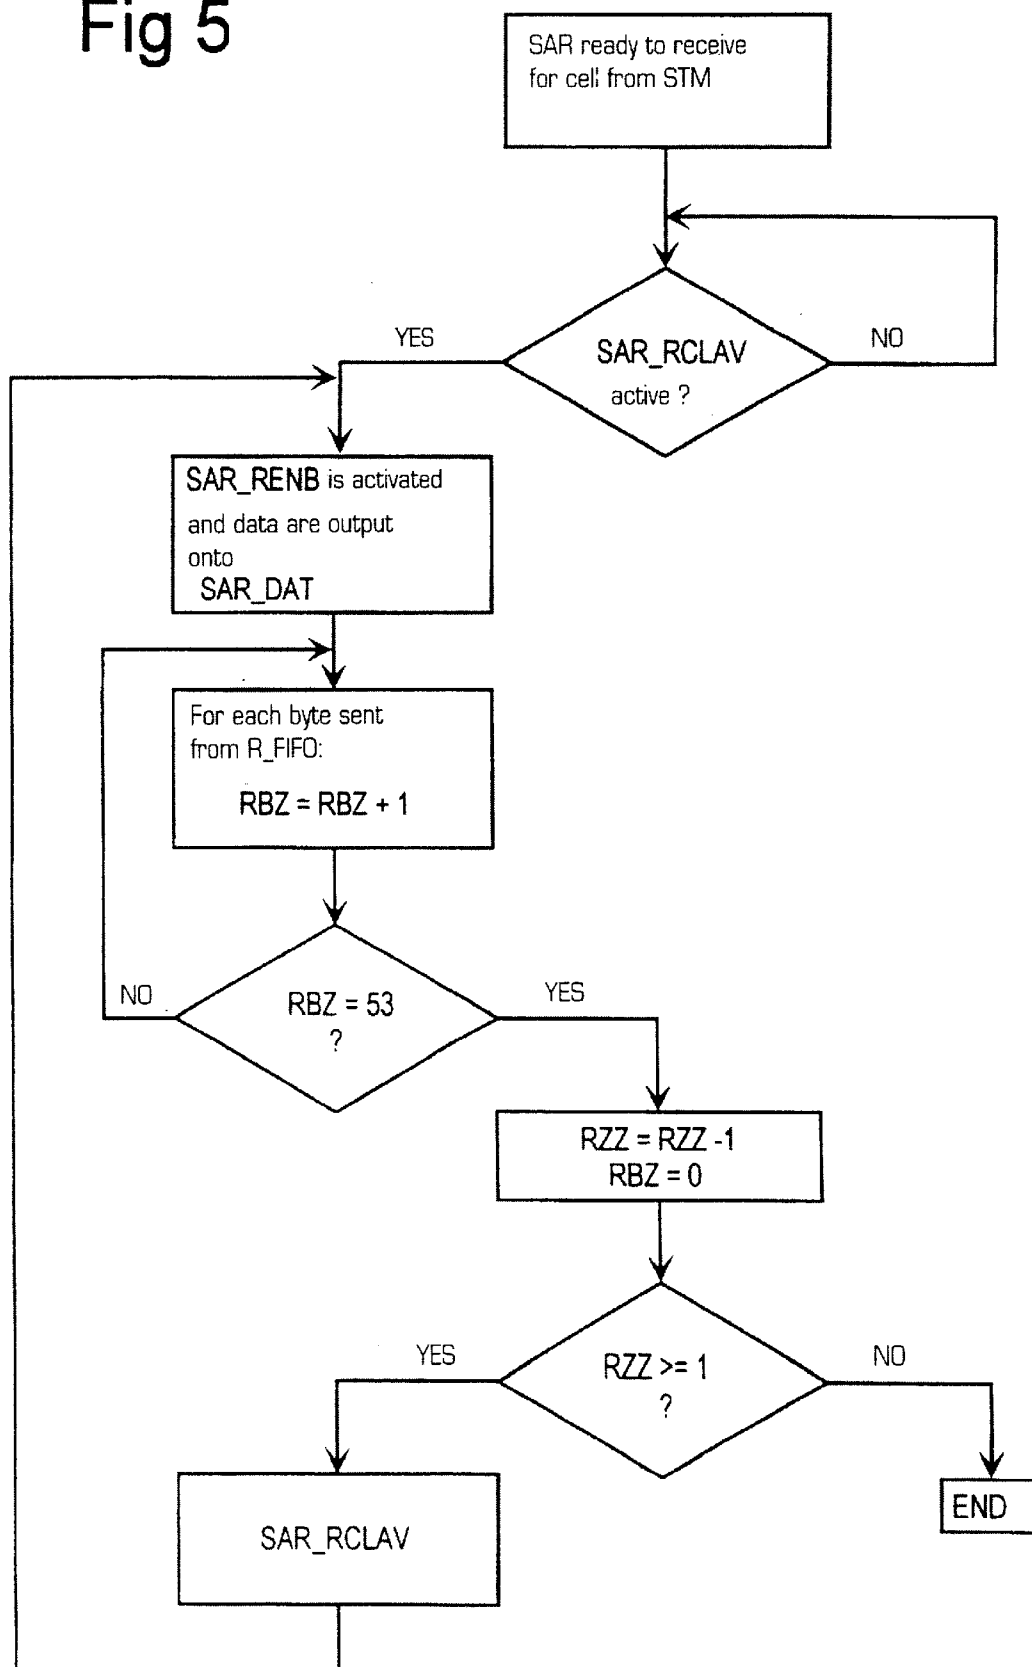 Fig 5
SAR ready to receive
for cell from STM
YES
SAR_RCLAV
active ?
NO
SAR_RENB is activated
and data are output
onto
SAR_DAT
For each byte sent
from R_FIFO:
RBZ = RBZ + 1
NO
RBZ = 53
?
YES
RZZ = RZZ -1
RBZ = 0
YES
RZZ >= 1
?
NO
SAR_RCLAV
END